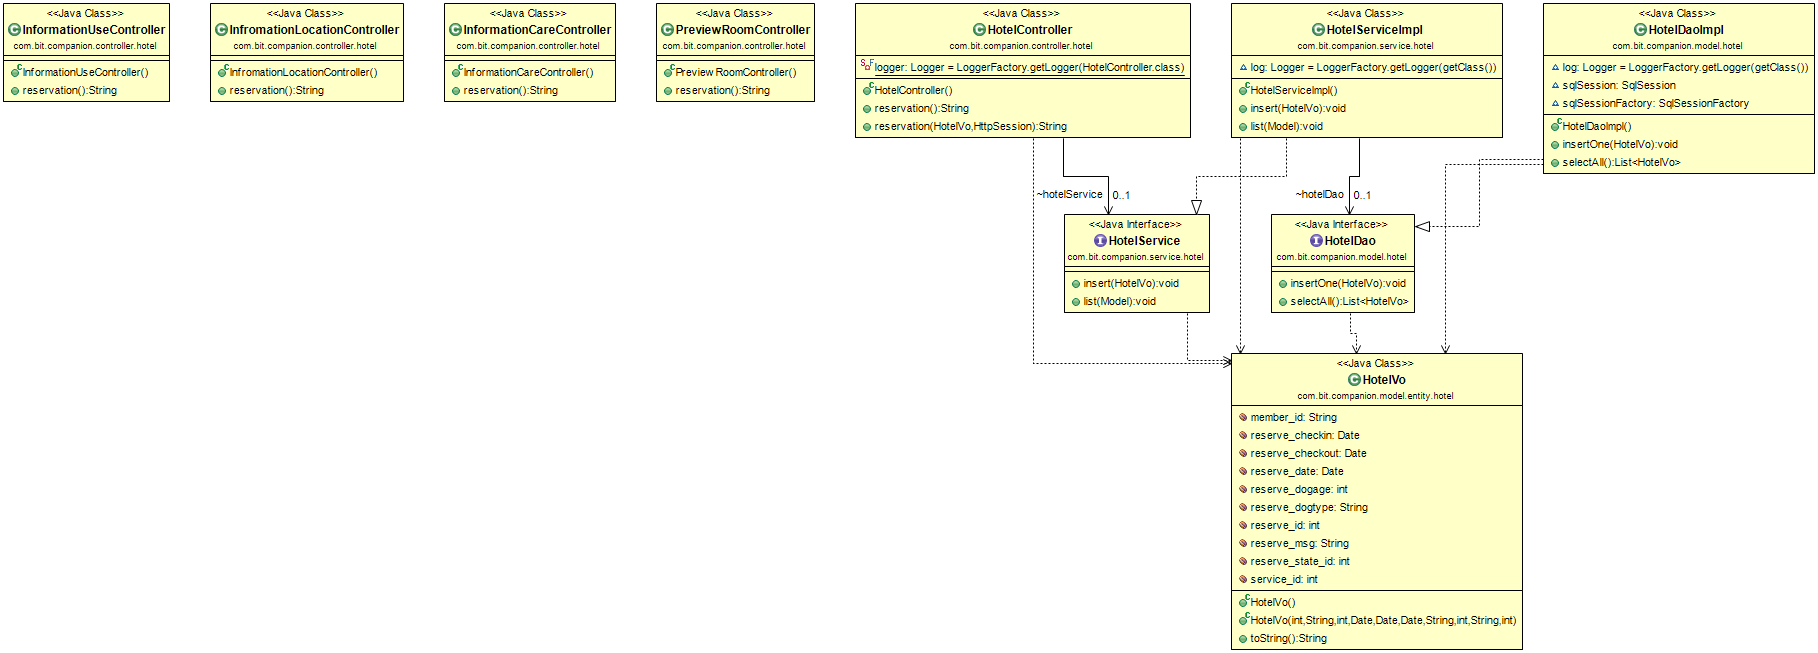 <<Java Class>>
InformationUseController
com.bit.companion.controller.hotel
InformationUseController()
reservation():String
<<Java Class>>
InfromationLocationController
com.bit.companion.controller.hotel
InfromationLocationController()
reservation():String
<<Java Class>>
InformationCareController
com.bit.companion.controller.hotel
InformationCareController()
reservation():String
<<Java Class>>
PreviewRoomController
com.bit.companion.controller.hotel
PreviewRoomController()
reservation():String
<<Java Class>>
HotelController
com.bit.companion.controller.hotel
logger: Logger = LoggerFactory.getLogger(HotelController.class)
HotelController()
reservation():String
reservation(HotelVo,HttpSession):String
<<Java Class>>
HotelServiceImpl
com.bit.companion.service.hotel
log: Logger = LoggerFactory.getLogger(getClass())
HotelServiceImpl()
insert(HotelVo):void
list(Model):void
<<Java Class>>
HotelDaoImpl
com.bit.companion.model.hotel
log: Logger = LoggerFactory.getLogger(getClass())
sqlSession: SqlSession
sqlSessionFactory: SqlSessionFactory
HotelDaoImpl()
insertOne(HotelVo):void
selectAll():List<HotelVo>
~hotelService 0..1
~hotelDao 0..1
<<Java Interface>>
HotelService
com.bit.companion.service.hotel
insert(HotelVo):void
list(Model):void
<<Java Interface>>
HotelDao
com.bit.companion.model.hotel
insertOne(HotelVo):void
selectAll():List<HotelVo>
<<Java Class>>
HotelVo
com.bit.companion.model.entity.hotel
member_id: String
reserve_checkin: Date
reserve_checkout: Date
reserve_date: Date
reserve_dogage: int
reserve_dogtype: String
reserve_id: int
reserve_msg: String
reserve_state_id: int
service_id: int
HotelVo()
HotelVo(int,String,int,Date,Date,Date,String,int,String,int)
toString():String